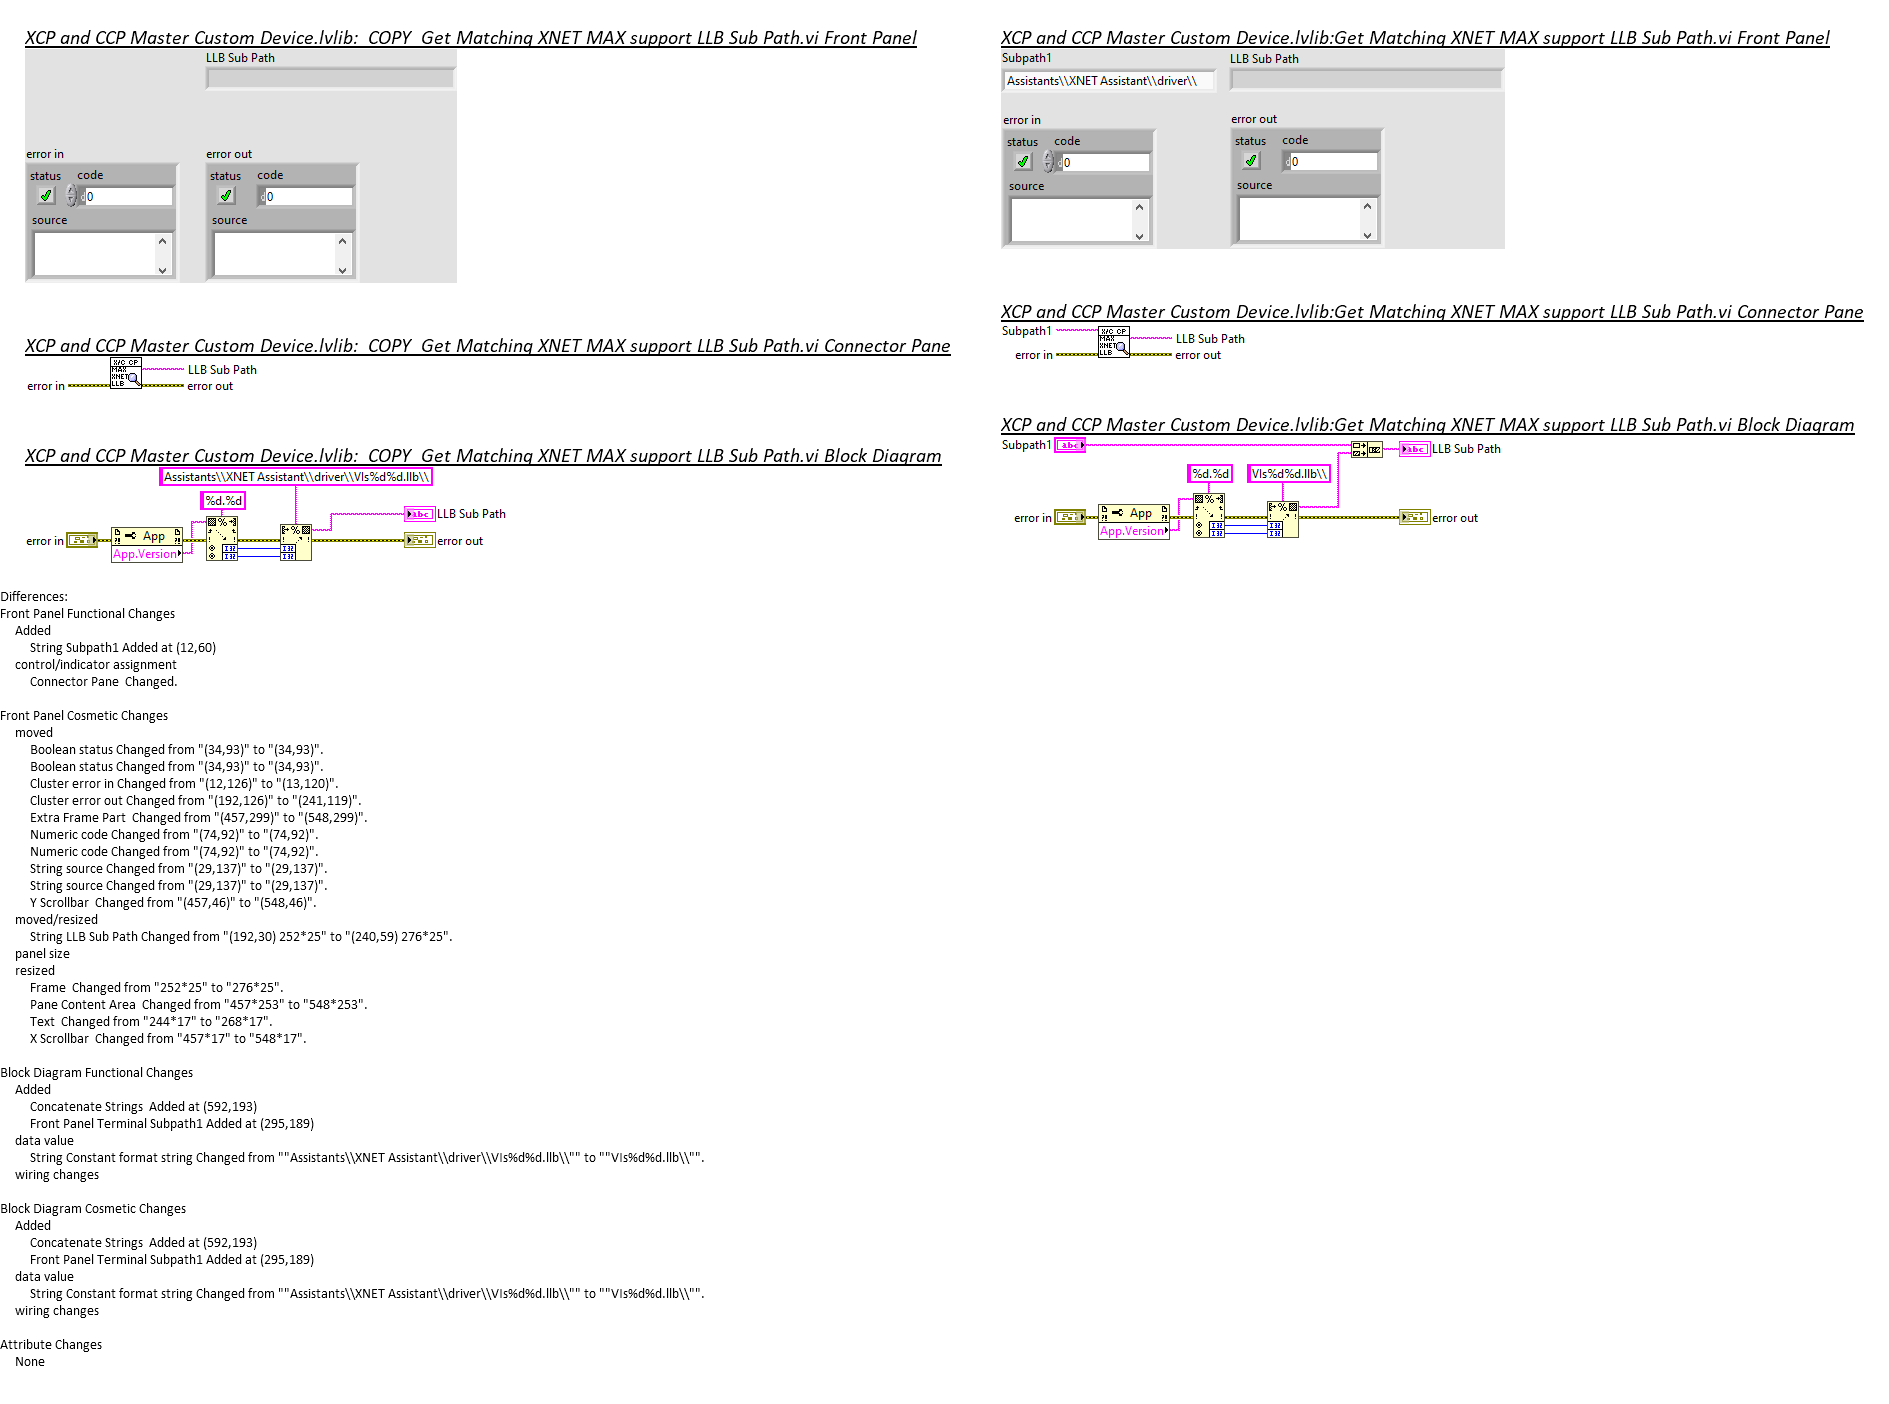 XCP and CCP Master Custom Device.lvlib:  COPY  Get Matching XNET MAX support LLB Sub Path.vi Front Panel
LLB Sub Path
error in
error out
status code
status code
0
0
source
source
XCP and CCP Master Custom Device.lvlib:  COPY  Get Matching XNET MAX support LLB Sub Path.vi Connector Pane
X/C CP
MAX
XNET
LLB
LLB Sub Path
error in
error out
XCP and CCP Master Custom Device.lvlib:  COPY  Get Matching XNET MAX support LLB Sub Path.vi Block Diagram
Assistants\\XNET Assistant\\driver\\VIs%d%d.llb\\
%d.%d
abc
LLB Sub Path
error in
App
App.Version
error out
XCP and CCP Master Custom Device.lvlib:Get Matching XNET MAX support LLB Sub Path.vi Front Panel
Subpath1
LLB Sub Path
Assistants\\XNET Assistant\\driver\\
error in
error out
status code
status code
0
0
source
source
XCP and CCP Master Custom Device.lvlib:Get Matching XNET MAX support LLB Sub Path.vi Connector Pane
Subpath1
X/C CP
MAX
XNET
LLB
LLB Sub Path
error in
error out
XCP and CCP Master Custom Device.lvlib:Get Matching XNET MAX support LLB Sub Path.vi Block Diagram
Subpath1
abc
abc
LLB Sub Path
%d.%d
VIs%d%d.llb\\
error in
App
App.Version
error out
Differences:
Front Panel Functional Changes
Added
String Subpath1 Added at (12,60)
control/indicator assignment
Connector Pane  Changed.
Front Panel Cosmetic Changes
moved
Boolean status Changed from "(34,93)" to "(34,93)".
Boolean status Changed from "(34,93)" to "(34,93)".
Cluster error in Changed from "(12,126)" to "(13,120)".
Cluster error out Changed from "(192,126)" to "(241,119)".
Extra Frame Part  Changed from "(457,299)" to "(548,299)".
Numeric code Changed from "(74,92)" to "(74,92)".
Numeric code Changed from "(74,92)" to "(74,92)".
String source Changed from "(29,137)" to "(29,137)".
String source Changed from "(29,137)" to "(29,137)".
Y Scrollbar  Changed from "(457,46)" to "(548,46)".
moved/resized
String LLB Sub Path Changed from "(192,30) 252*25" to "(240,59) 276*25".
panel size
resized
Frame  Changed from "252*25" to "276*25".
Pane Content Area  Changed from "457*253" to "548*253".
Text  Changed from "244*17" to "268*17".
X Scrollbar  Changed from "457*17" to "548*17".
Block Diagram Functional Changes
Added
Concatenate Strings  Added at (592,193)
Front Panel Terminal Subpath1 Added at (295,189)
data value
String Constant format string Changed from ""Assistants\\XNET Assistant\\driver\\VIs%d%d.llb\\"" to ""VIs%d%d.llb\\"".
wiring changes
Block Diagram Cosmetic Changes
Added
Concatenate Strings  Added at (592,193)
Front Panel Terminal Subpath1 Added at (295,189)
data value
String Constant format string Changed from ""Assistants\\XNET Assistant\\driver\\VIs%d%d.llb\\"" to ""VIs%d%d.llb\\"".
wiring changes
Attribute Changes
None